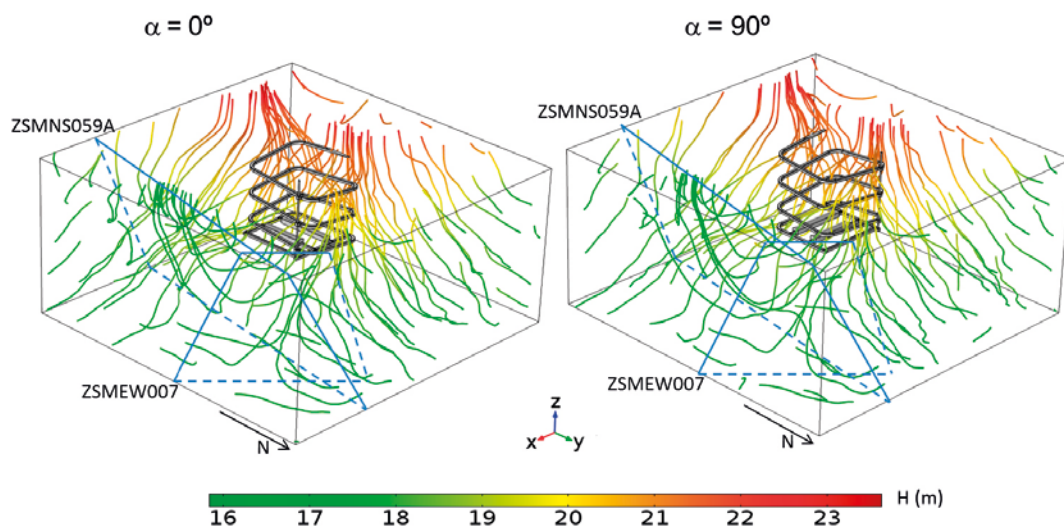 α = 0º
α = 90º
ZSMNS059A
ZSMNS059A
ZSMEW007
ZSMEW007
N
N
z
x
y
H (m)
16 17 18 19 20 21 22 23